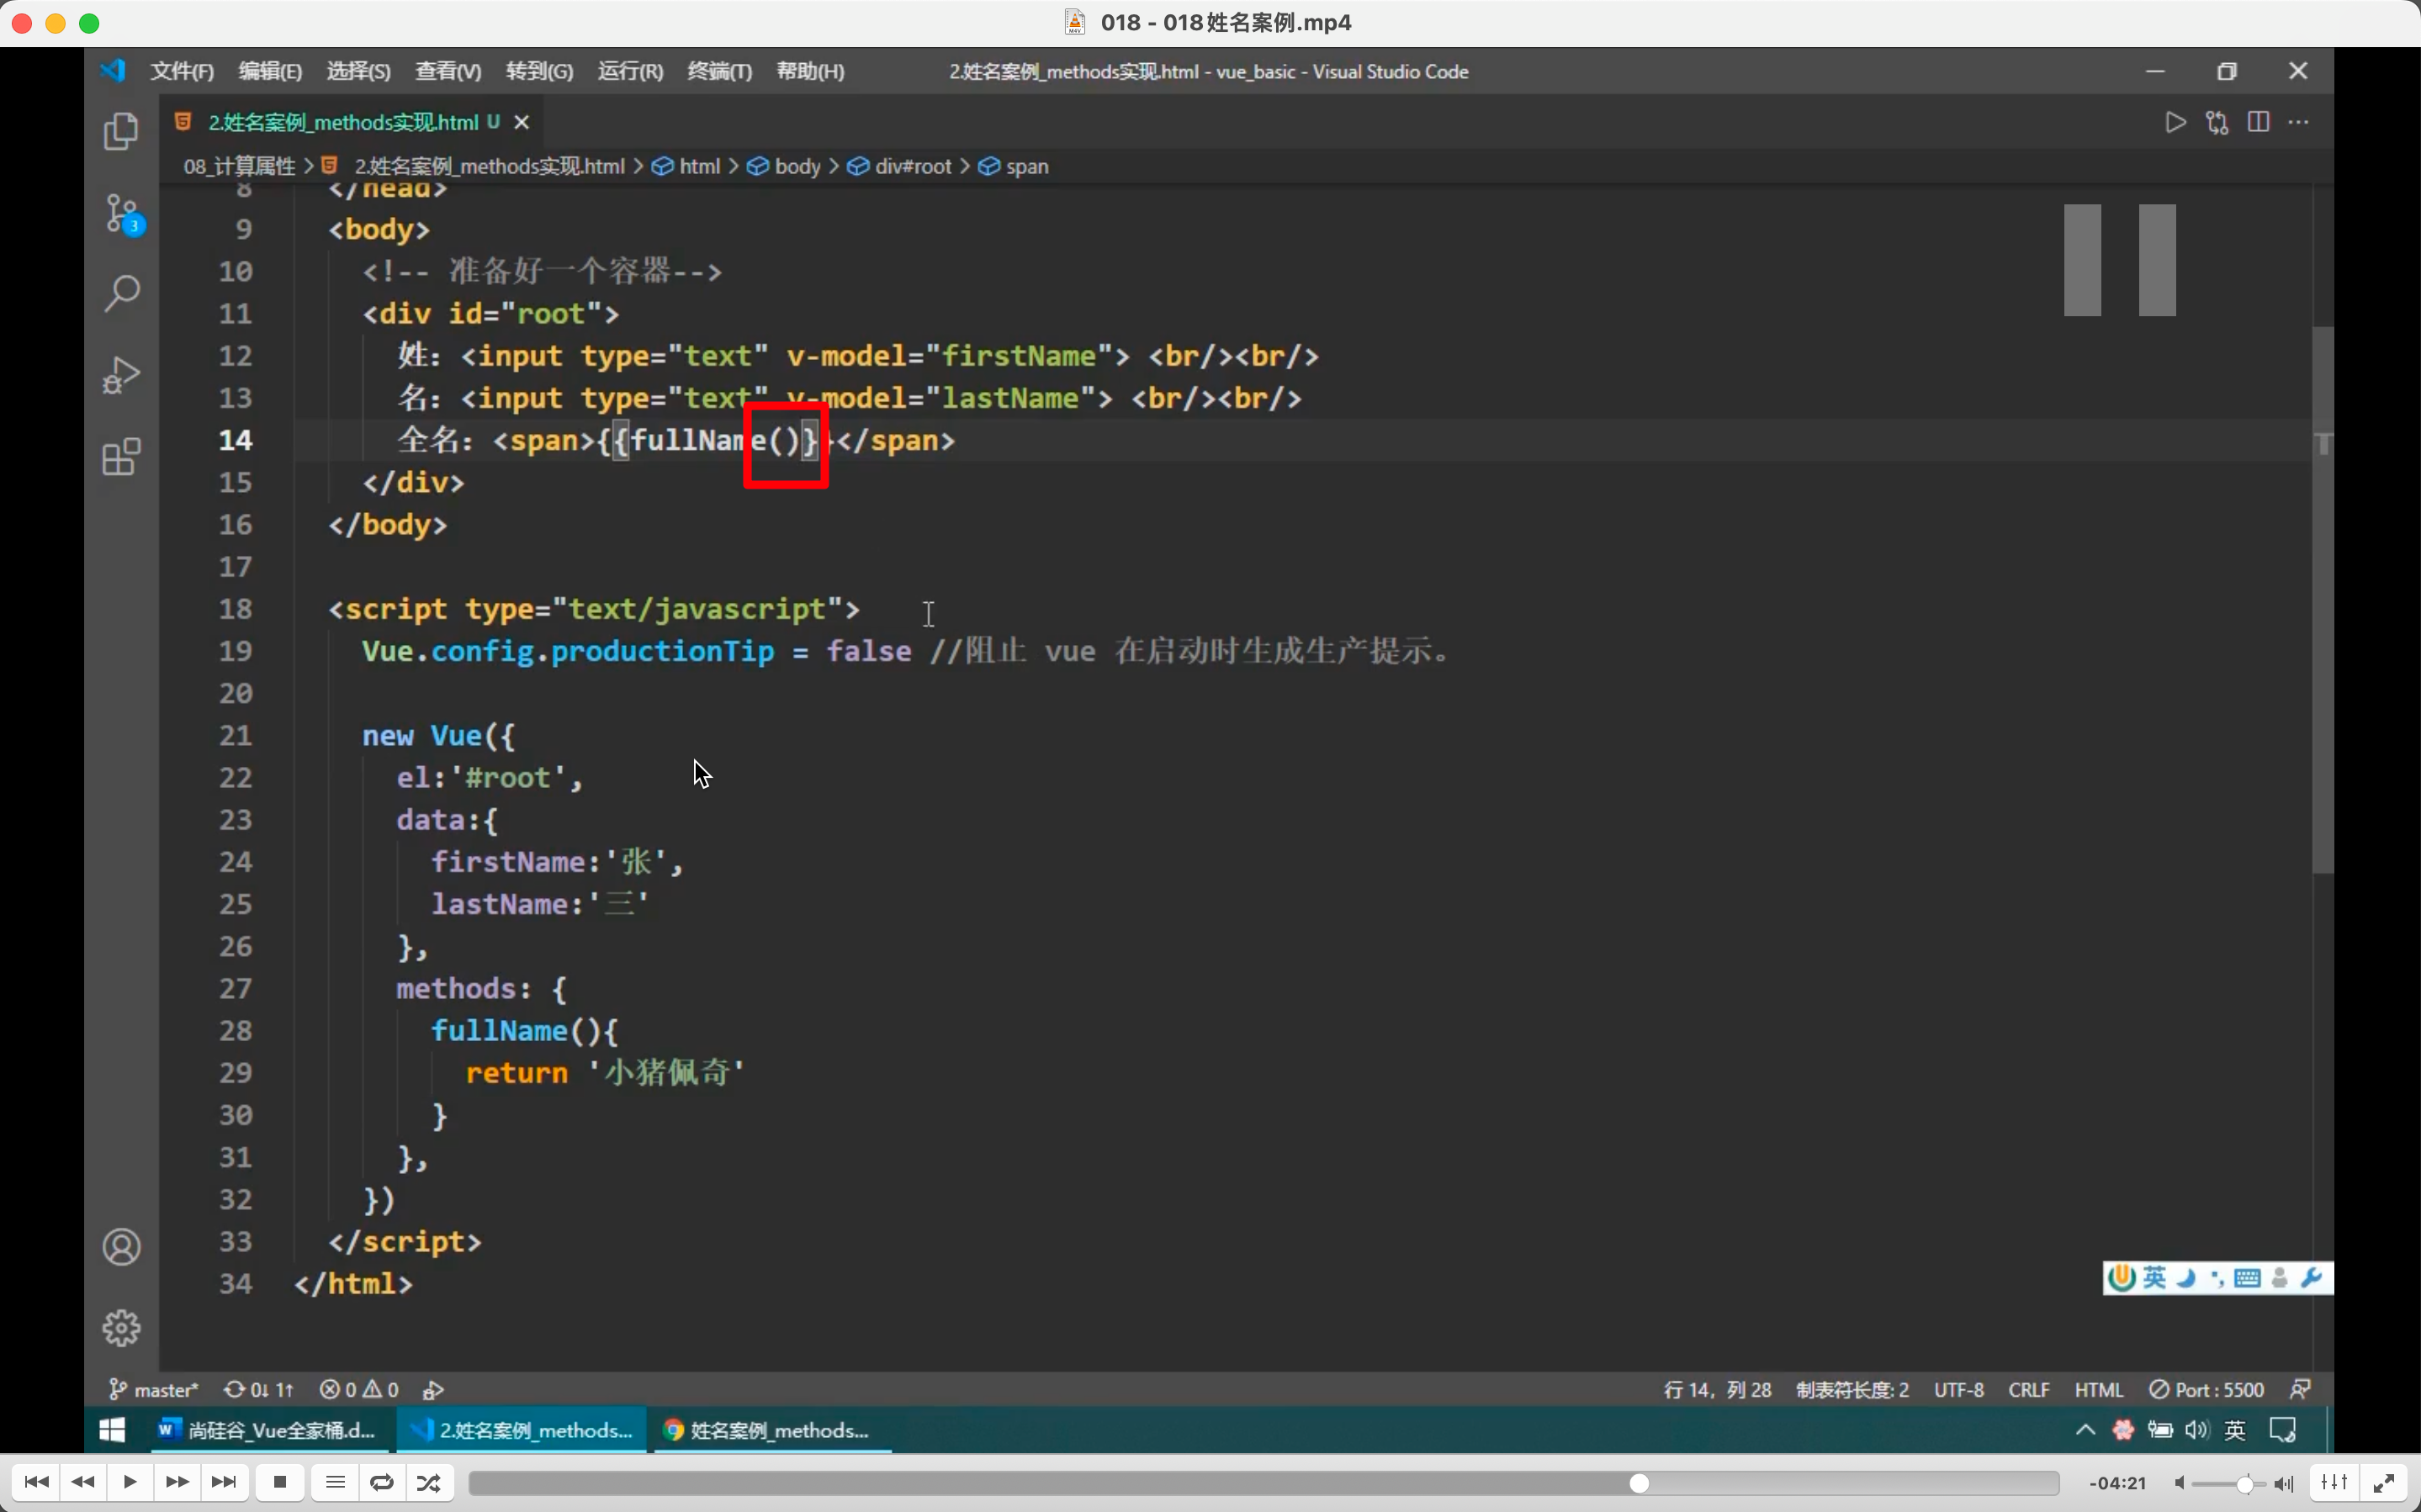 018 - 018姓名案例.mp4
文件(F) 编辑(E) 选择(S) 查看(V) 转到(G) 运行(R) 终端(T) 帮助(H) 2.姓名案例_methods实现.html - vue_basic - Visual Studio Code
2.姓名案例_methods实现.html U
08_计算属性 > 2.姓名案例_methods实现.html > html > body > div#root > span
8 </head>
9 <body>
10 <!-- 准备好一个容器-->
11 <div id="root">
12 姓：<input type="text" v-model="firstName"> <br/><br/>
13 名：<input type="text" v-model="lastName"> <br/><br/>
14 全名：<span>{{fullName()}}</span>
15 </div>
16 </body>
17
18 <script type="text/javascript">
19 Vue.config.productionTip = false //阻止 vue 在启动时生成生产提示。
20
21 new Vue({
22 el:'#root',
23 data:{
24 firstName:'张',
25 lastName:'三'
26 },
27 methods: {
28 fullName(){
29 return '小猪佩奇'
30 }
31 },
32 })
33 </script>
34 </html>
3
英
master* 0↓ 1↑ 0 0 行 14，列 28 制表符长度: 2 UTF-8 CRLF HTML Port : 5500
尚硅谷_Vue全家桶.d... 2.姓名案例_methods... 姓名案例_methods... 英
-04:21